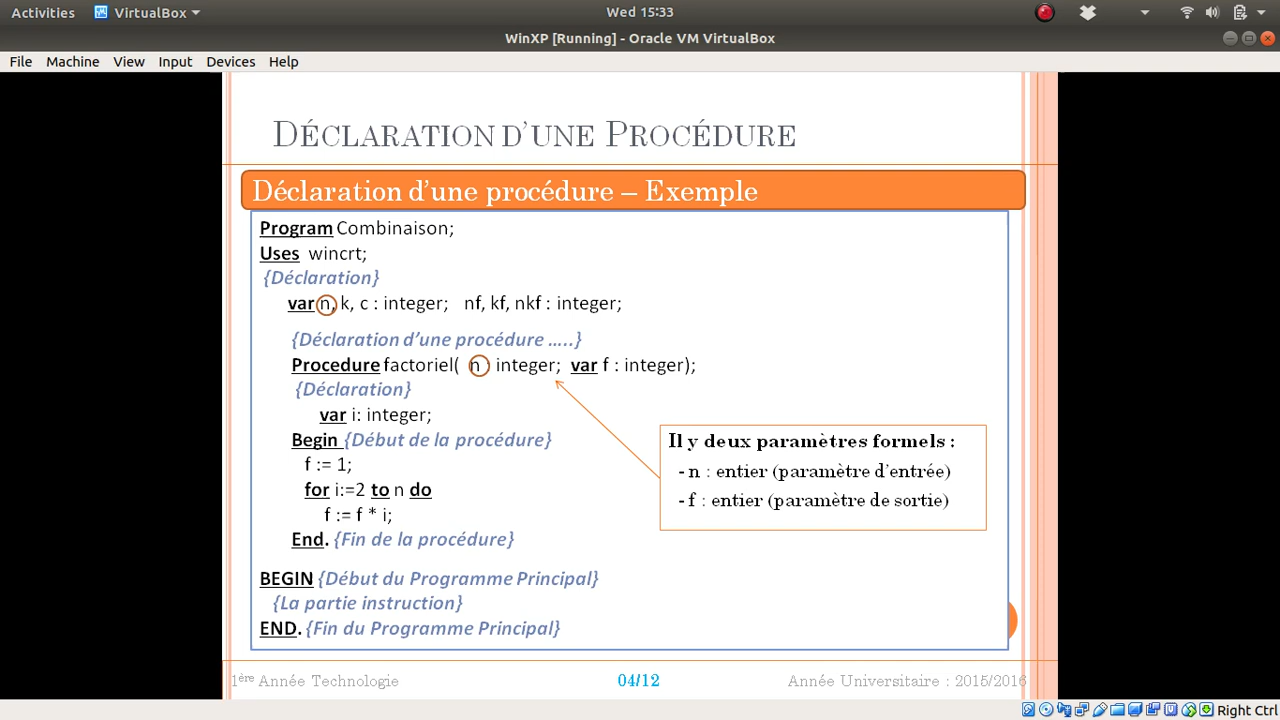 Activities VirtualBox Wed 15:33
WinXP [Running] - Oracle VM VirtualBox
File Machine View Input Devices Help
DÉCLARATION D'UNE PROCÉDURE
Déclaration d'une procédure – Exemple
Program Combinaison;
Uses wincrt;
{Déclaration}
var n, k, c : integer; nf, kf, nkf : integer;
{Déclaration d'une procédure …..}
Procedure factoriel( n : integer; var f : integer);
{Déclaration}
var i: integer;
Begin {Début de la procédure}
f := 1;
for i:=2 to n do
f := f * i;
End. {Fin de la procédure}
Il y deux paramètres formels :
- n : entier (paramètre d'entrée)
- f : entier (paramètre de sortie)
BEGIN {Début du Programme Principal}
{La partie instruction}
END. {Fin du Programme Principal}
1ère Année Technologie 04/12 Année Universitaire : 2015/2016
Right Ctrl